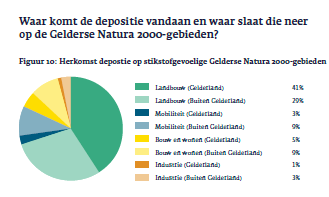 Waar komt de depositie vandaan en waar slaat die neer
op de Gelderse Natura 2000-gebieden?
Figuur 10: Herkomst depostie op stikstofgevoelige Gelderse Natura 2000-gebieden
Landbouw (Gelderland) 41%
Landbouw (Buiten Gelderland) 29%
Mobiliteit (Gelderland) 3%
Mobiliteit (Buiten Gelderland) 9%
Bouw en wonen (Gelderland) 5%
Bouw en wonen (Buiten Gelderland) 9%
Industrie (Gelderland) 1%
Industrie (Buiten Gelderland) 3%